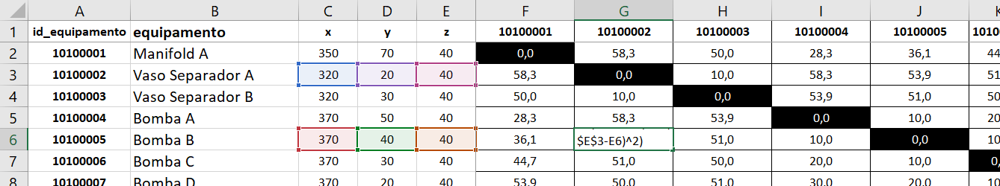 A B C D E F G H I J K
1 id_equipamento equipamento x y z 10100001 10100002 10100003 10100004 10100005 10100
2 10100001 Manifold A 350 70 40 0,0 58,3 50,0 28,3 36,1 44
3 10100002 Vaso Separador A 320 20 40 58,3 0,0 10,0 58,3 53,9 51
4 10100003 Vaso Separador B 320 30 40 50,0 10,0 0,0 53,9 51,0 50
5 10100004 Bomba A 370 50 40 28,3 58,3 53,9 0,0 10,0 20
6 10100005 Bomba B 370 40 40 36,1 $E$3-E6)^2) 51,0 10,0 0,0 10
7 10100006 Bomba C 370 30 40 44,7 51,0 50,0 20,0 10,0 0,
8 10100007 Bomba D 370 20 40 53,9 50,0 51,0 30,0 20,0 10